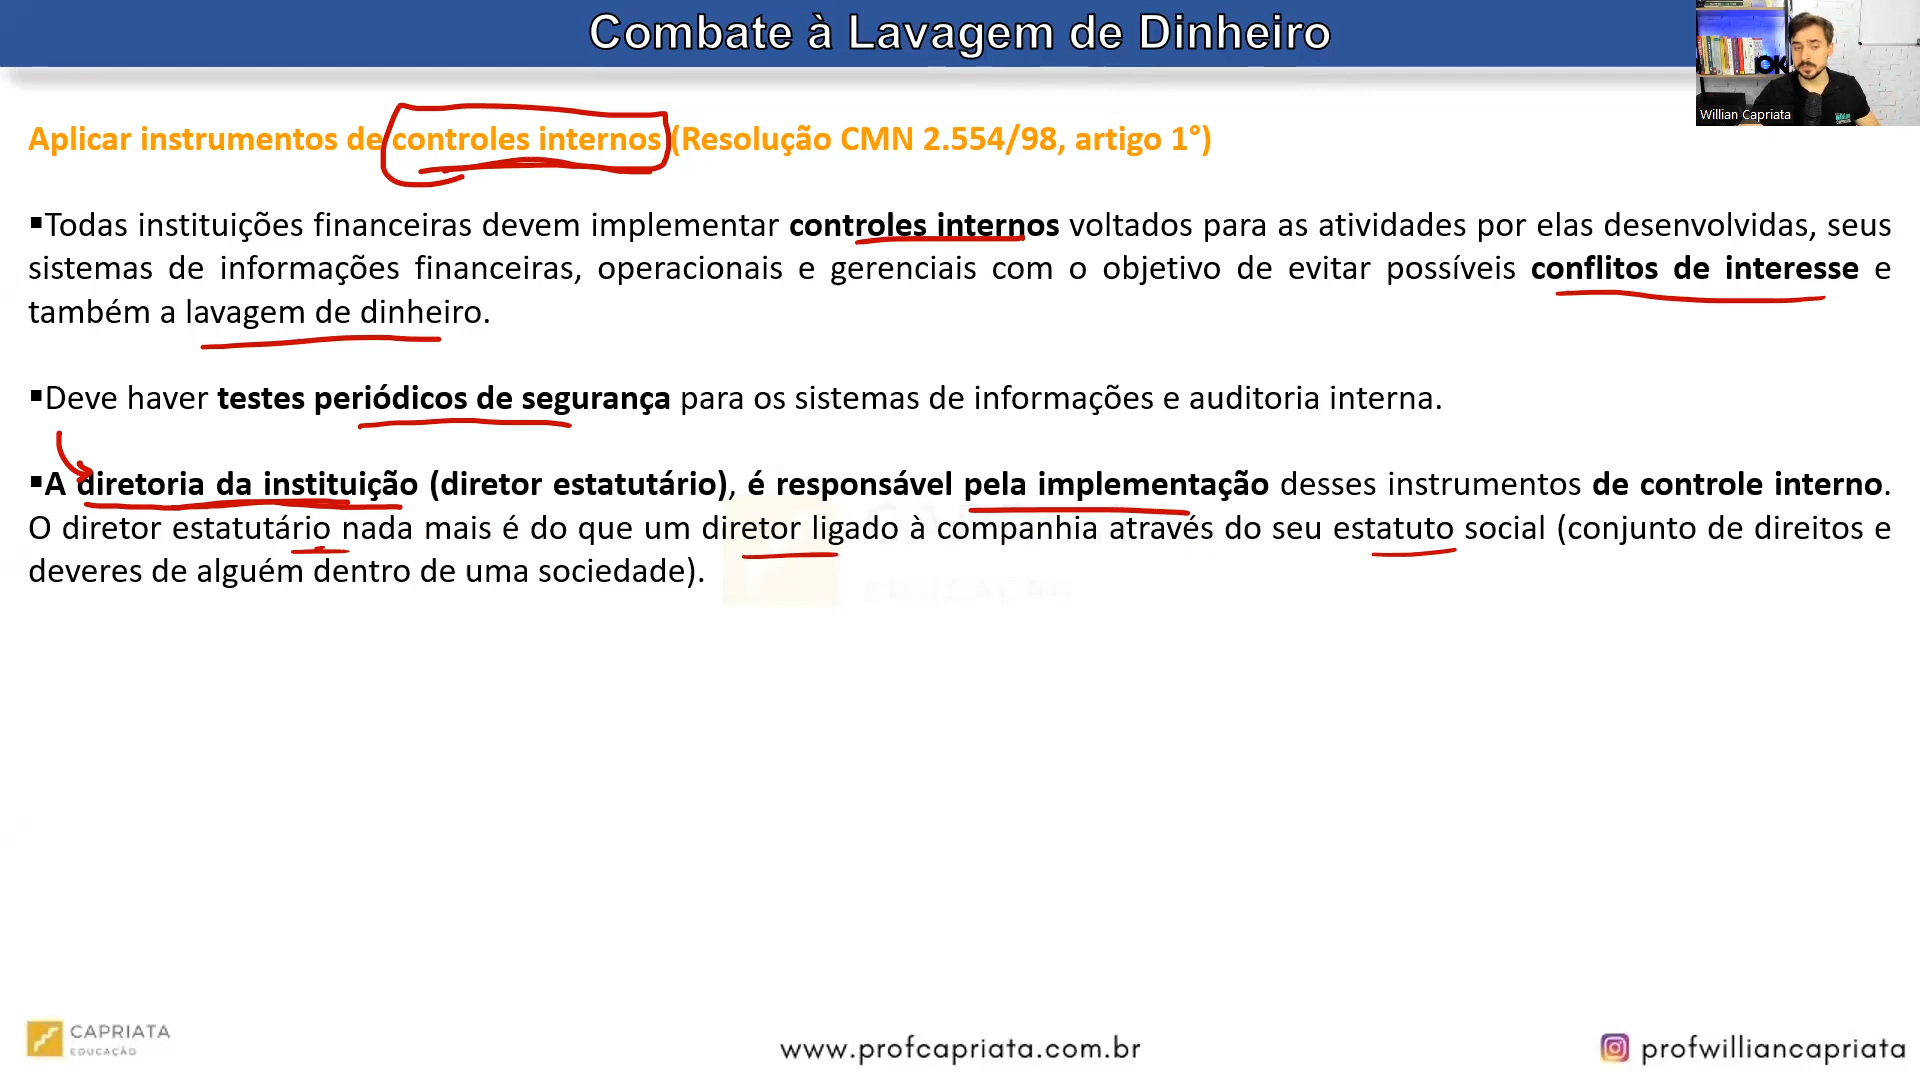 Combate à Lavagem de Dinheiro
Willian Capriata
Aplicar instrumentos de controles internos (Resolução CMN 2.554/98, artigo 1°)
▪Todas instituições financeiras devem implementar controles internos voltados para as atividades por elas desenvolvidas, seus
sistemas de informações financeiras, operacionais e gerenciais com o objetivo de evitar possíveis conflitos de interesse e
também a lavagem de dinheiro.
▪Deve haver testes periódicos de segurança para os sistemas de informações e auditoria interna.
▪A diretoria da instituição (diretor estatutário), é responsável pela implementação desses instrumentos de controle interno.
O diretor estatutário nada mais é do que um diretor ligado à companhia através do seu estatuto social (conjunto de direitos e
deveres de alguém dentro de uma sociedade).
CAPRIATA
EDUCAÇÃO
www.profcapriata.com.br
profwilliancapriata